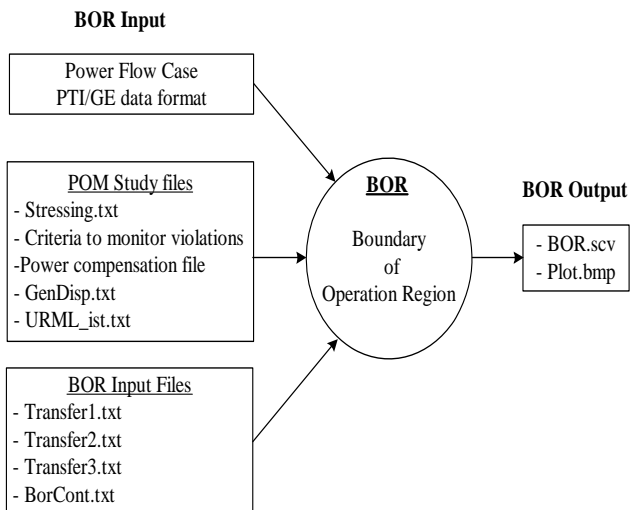 BOR Input
Power Flow Case
PTI/GE data format
POM Study files
- Stressing.txt
- Criteria to monitor violations
-Power compensation file
- GenDisp.txt
- URML_ist.txt
BOR Input Files
- Transfer1.txt
- Transfer2.txt
- Transfer3.txt
- BorCont.txt
BOR
Boundary
of
Operation Region
BOR Output
- BOR.scv
- Plot.bmp